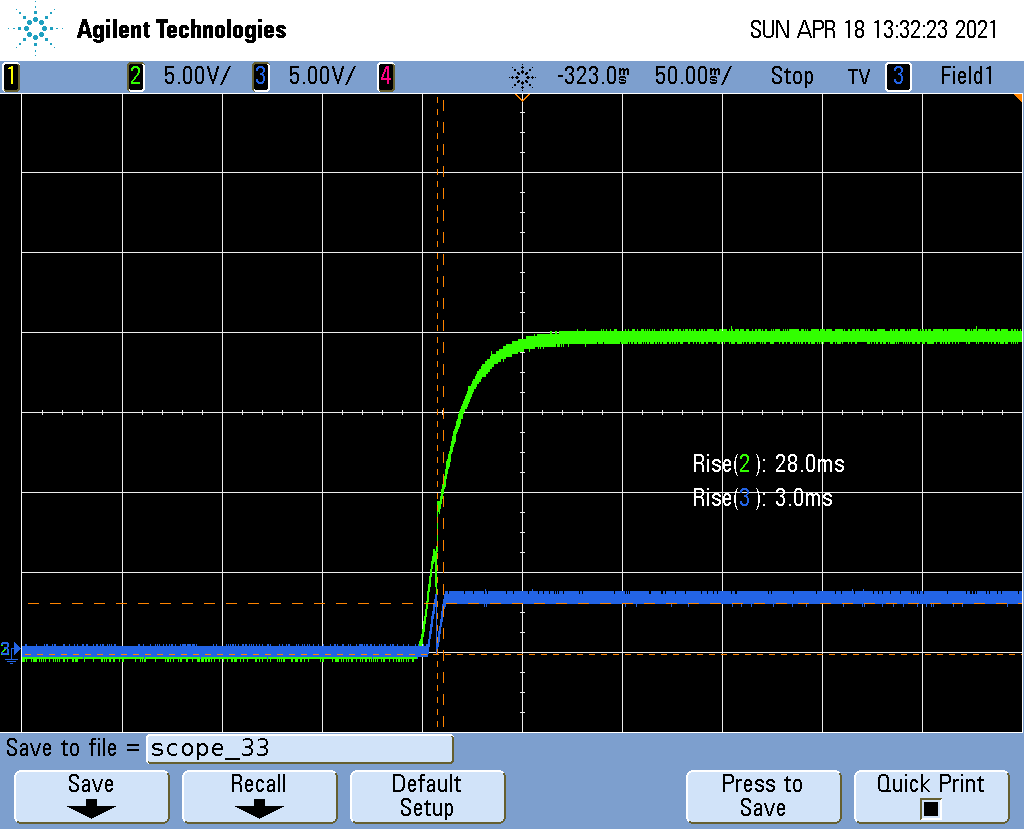 Agilent Technologies
SUN APR 18 13:32:23 2021
1 2 5.00V/ 3 5.00V/ 4 -323.0ms 50.00ms/ Stop TV 3 Field1
Rise(2): 28.0ms
Rise(3): 3.0ms
2
Save to file = scope_33
Save
Recall
Default
Setup
Press to
Save
Quick Print